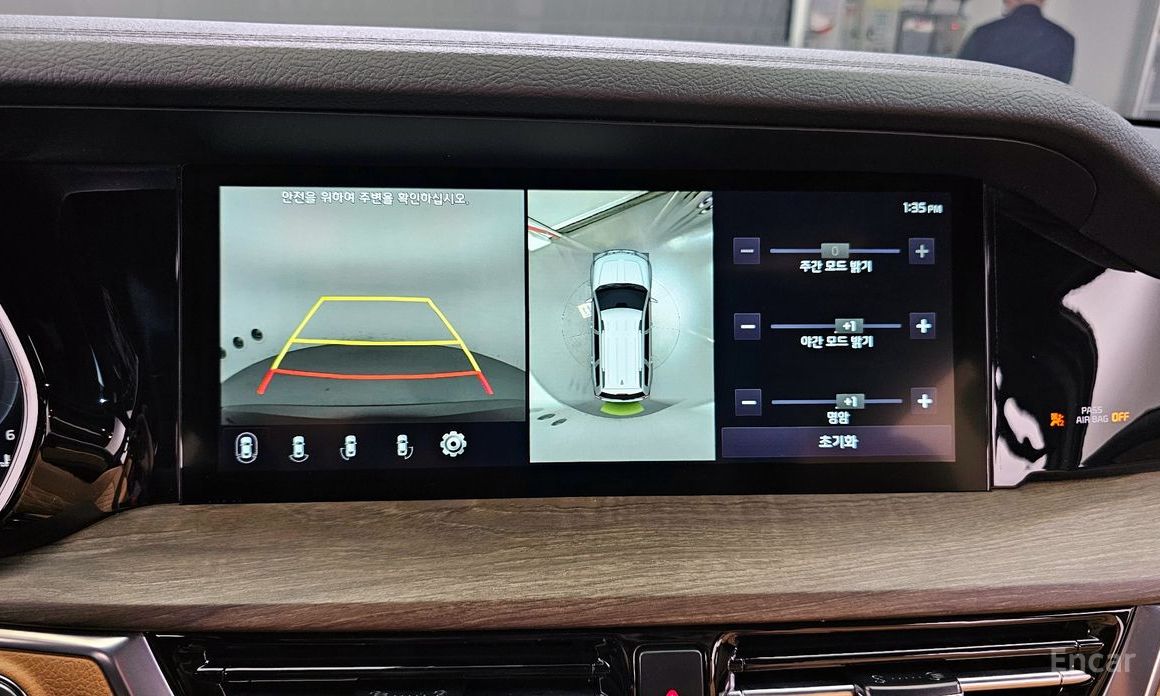 안전을 위하여 주변을 확인하십시오.
1:35 PM
0
주간 모드 밝기
+1
야간 모드 밝기
+1
명암
초기화
PASS
AIR BAG OFF
6
Encar